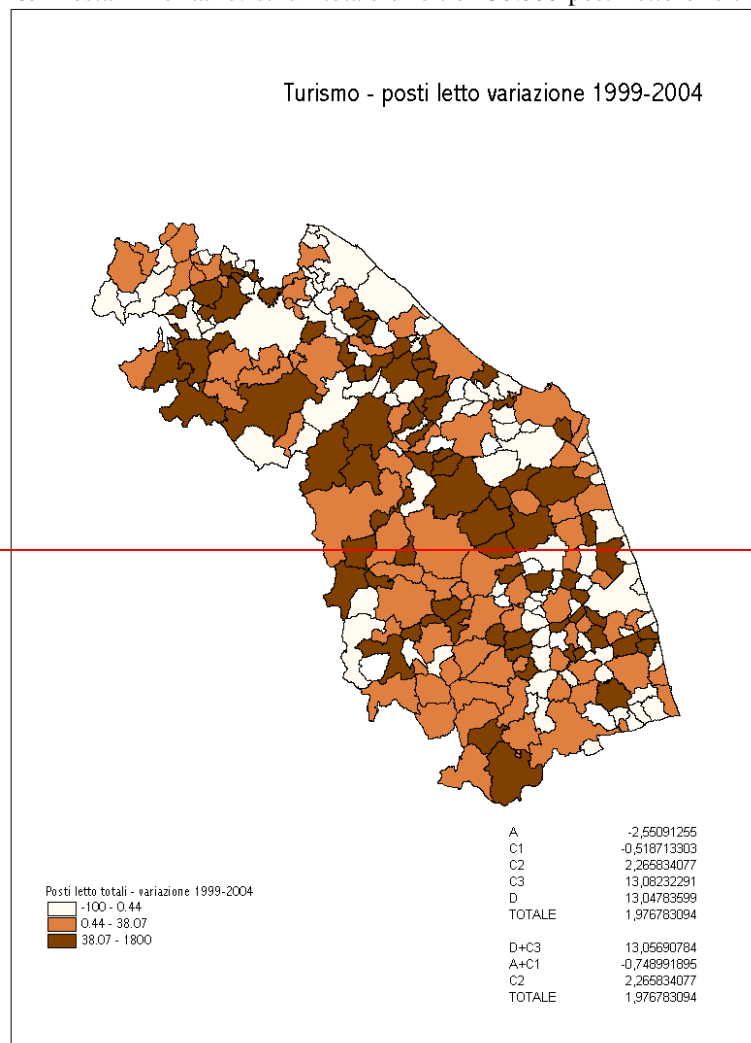 Turismo - posti letto variazione 1999-2004
A -2,55091255
C1 -0,518713303
C2 2,265834077
C3 13,08232291
D 13,04783599
TOTALE 1,976783094
D+C3 13,05690784
A+C1 -0,748991895
C2 2,265834077
TOTALE 1,976783094
Posti letto totali - variazione 1999-2004
-100 - 0.44
0.44 - 38.07
38.07 - 1800